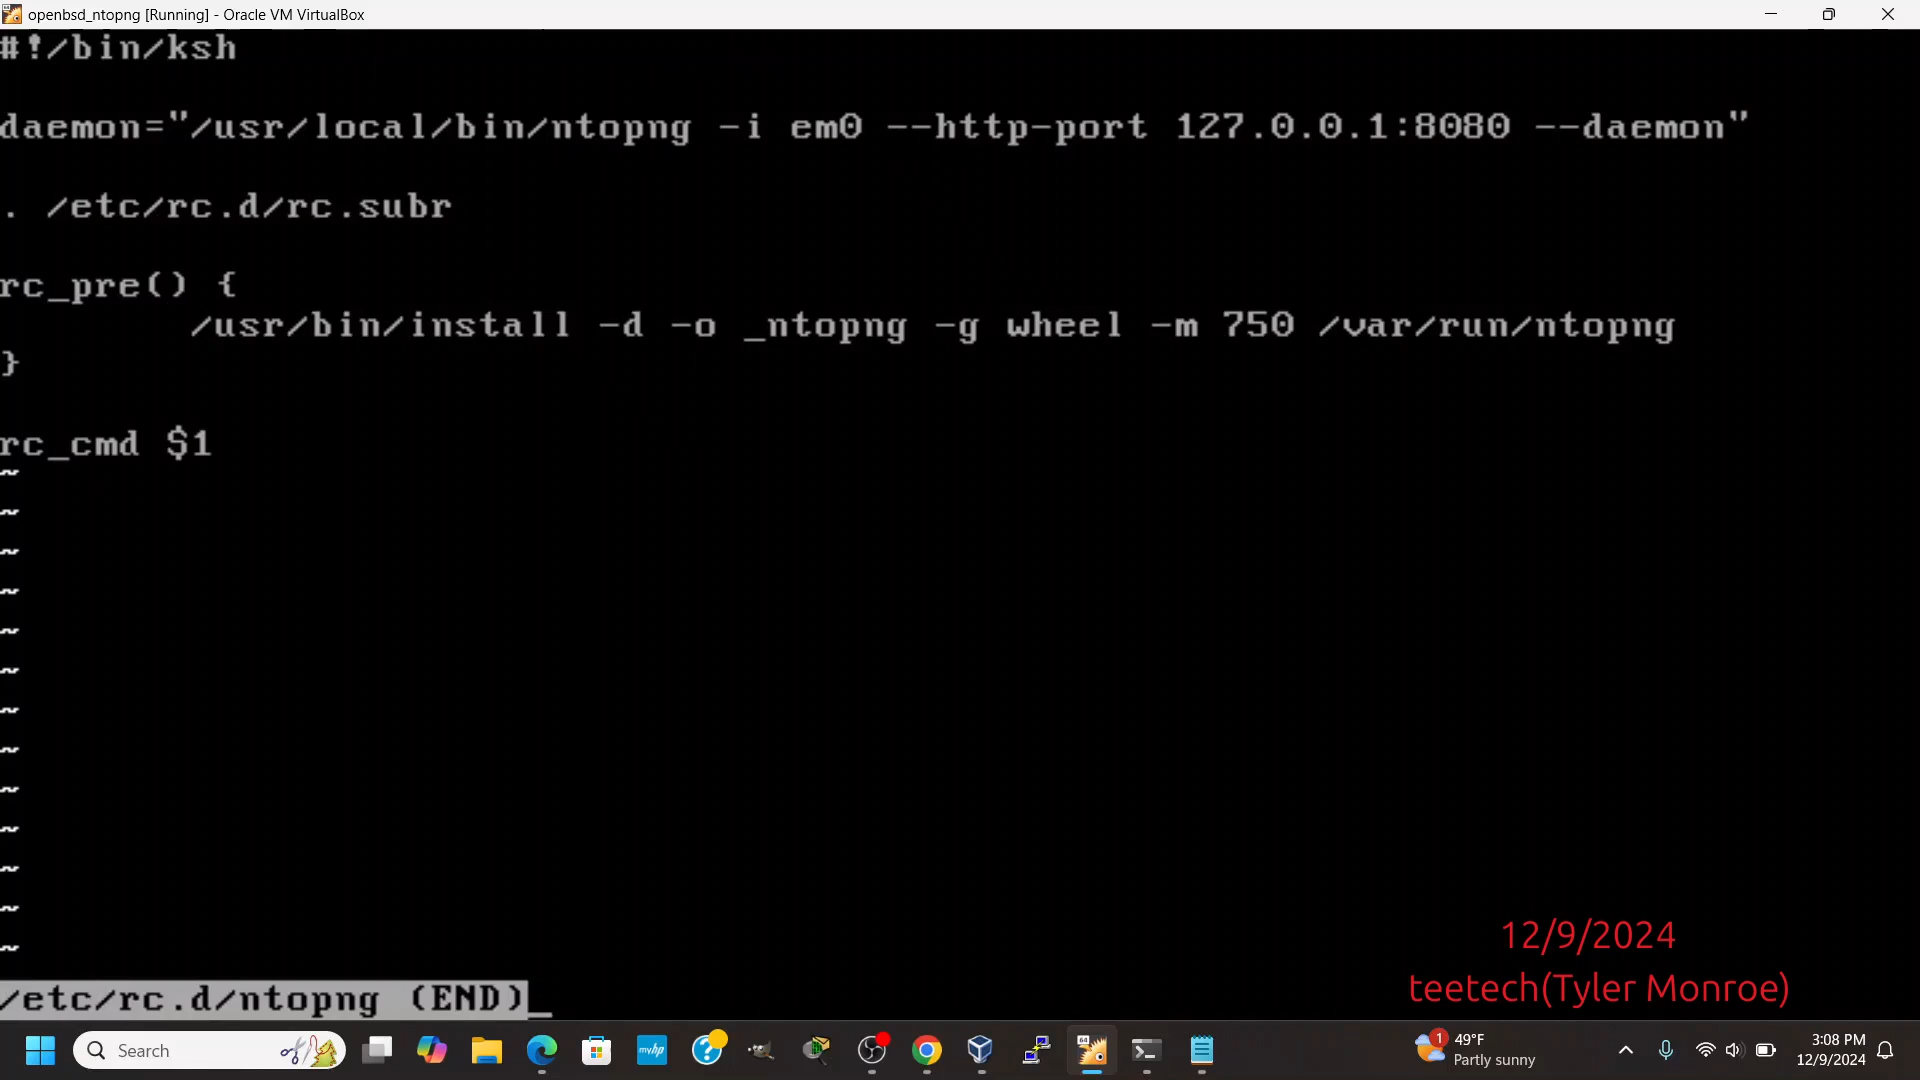 openbsd_ntopng [Running] - Oracle VM VirtualBox
#!/bin/ksh
daemon="/usr/local/bin/ntopng -i em0 --http-port 127.0.0.1:8080 --daemon"
. /etc/rc.d/rc.subr
rc_pre() {
/usr/bin/install -d -o _ntopng -g wheel -m 750 /var/run/ntopng
}
rc_cmd $1
~
~
~
~
~
~
~
~
~
~
~
~
~
12/9/2024
teetech(Tyler Monroe)
/etc/rc.d/ntopng (END)
Search
myhp
64
1
49°F
Partly sunny
3:08 PM
12/9/2024